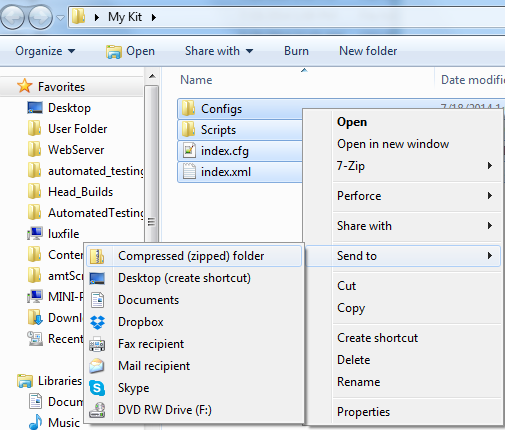 My Kit
Organize Open Share with Burn New folder
Name Date modifie
Favorites
Desktop
User Folder
WebServer
automated_testing
Head_Builds
AutomatedTesting
luxfile
Conten
amtScr
MINI-P
Downl
Recent
Libraries
Docum
Music
Configs 7/18/2014 1
Scripts
index.cfg
index.xml
Open
Open in new window
7-Zip
Perforce
Share with
Send to
Cut
Copy
Create shortcut
Delete
Rename
Properties
Compressed (zipped) folder
Desktop (create shortcut)
Documents
Dropbox
Fax recipient
Mail recipient
Skype
DVD RW Drive (F:)